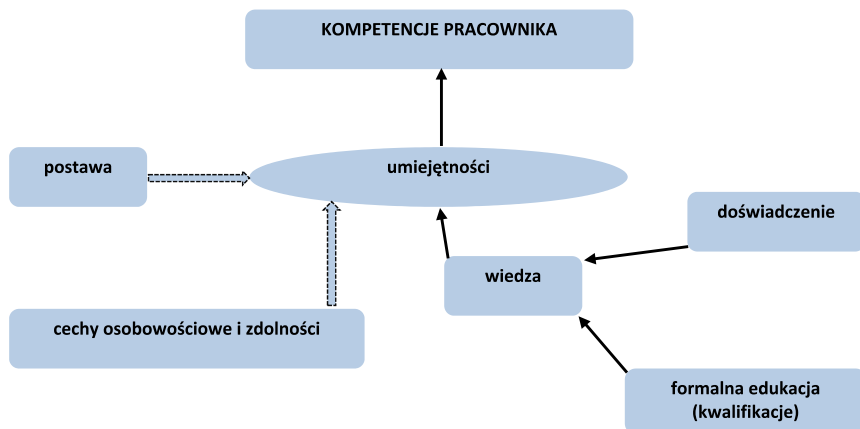 KOMPETENCJE PRACOWNIKA
postawa
umiejętności
doświadczenie
wiedza
cechy osobowościowe i zdolności
formalna edukacja
(kwalifikacje)